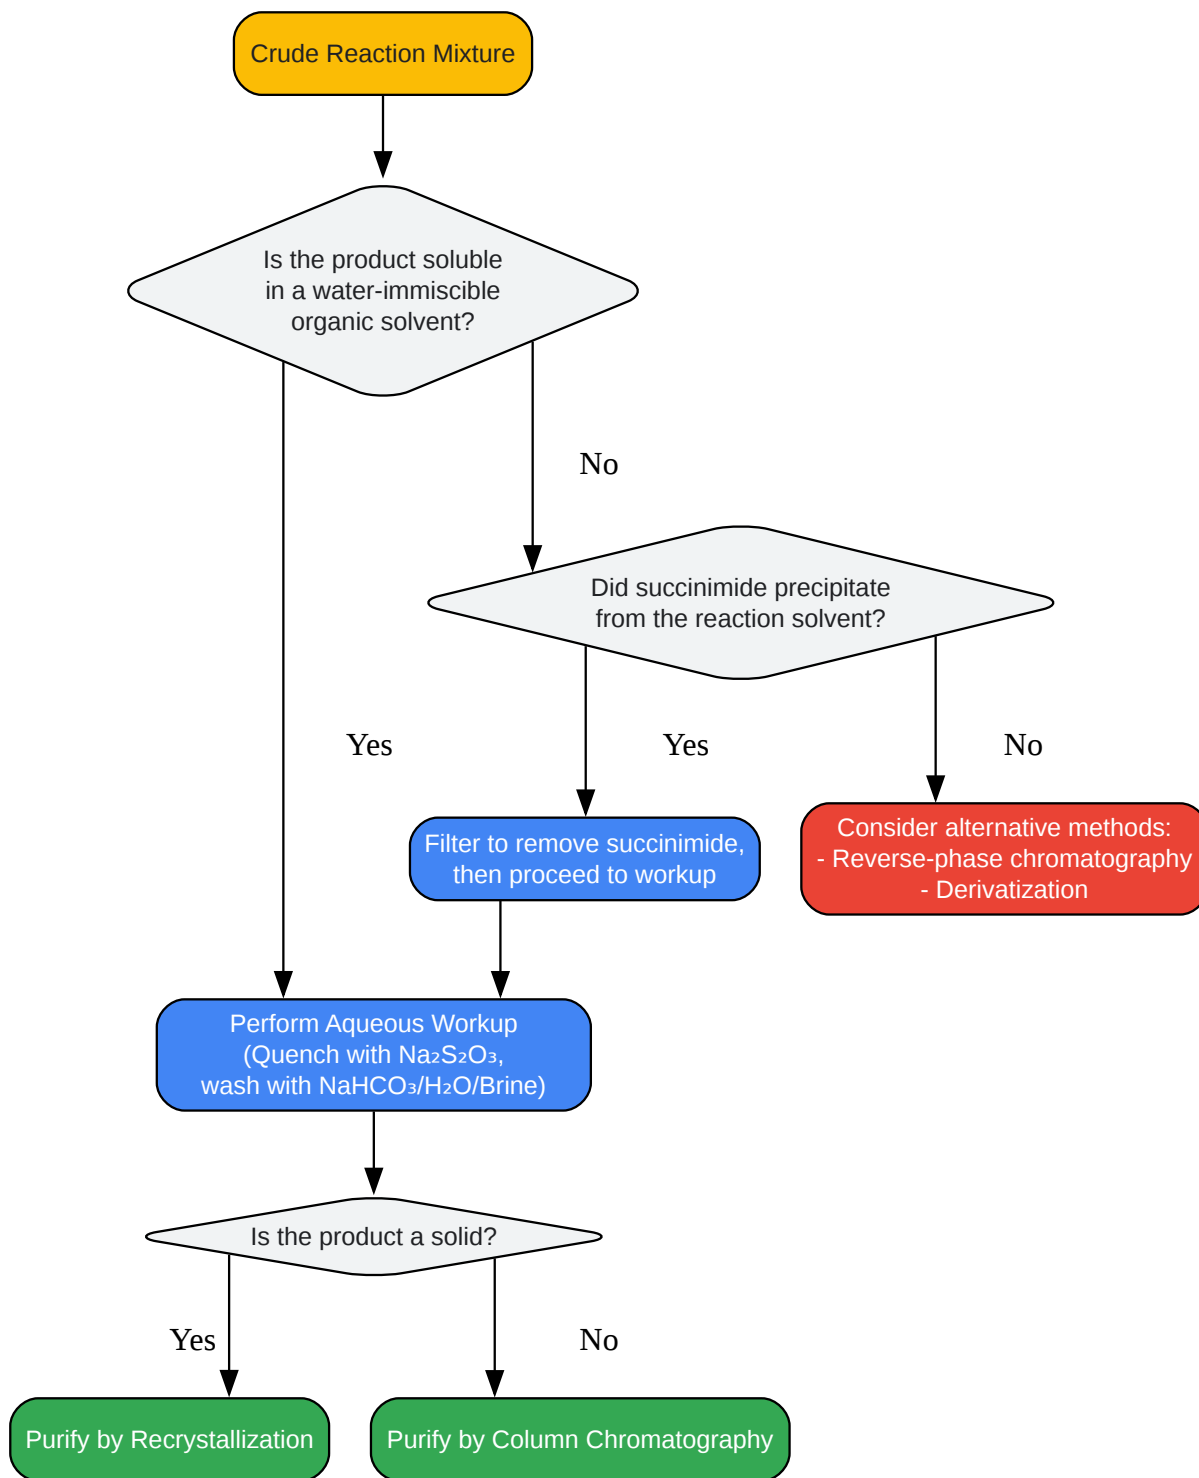 Crude Reaction Mixture
Is the product soluble
in a water-immiscible
organic solvent?
No
Did succinimide precipitate
from the reaction solvent?
Yes
Yes
No
Filter to remove succinimide,
then proceed to workup
Consider alternative methods:
- Reverse-phase chromatography
- Derivatization
Perform Aqueous Workup
(Quench with Na₂S₂O₃,
wash with NaHCO₃/H₂O/Brine)
Is the product a solid?
Yes
No
Purify by Recrystallization
Purify by Column Chromatography